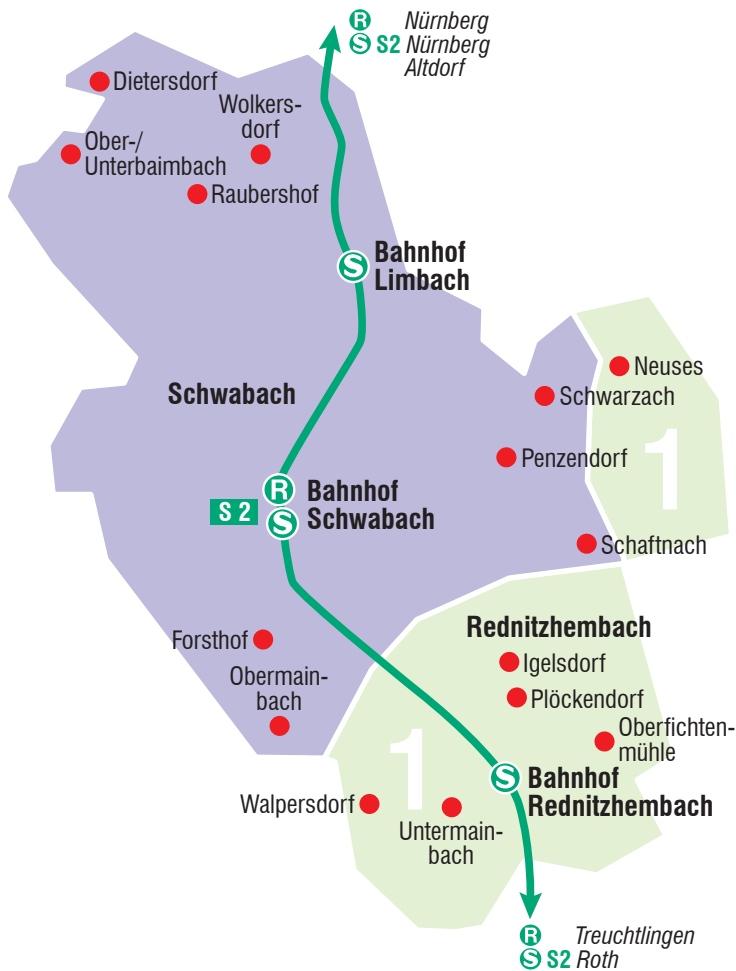 R Nürnberg
S S2 Nürnberg
Altdorf
Dietersdorf
Wolkers-
dorf
Ober-/
Unterbaimbach
Raubershof
S
Bahnhof
Limbach
Neuses
Schwarzach
Schwabach
1
Penzendorf
R
S 2
S
Bahnhof
Schwabach
Schaftnach
Forsthof
Rednitzhembach
Igelsdorf
Obermain-
bach
Plöckendorf
Oberfichten-
mühle
1
S
Bahnhof
Rednitzhembach
Walpersdorf
Untermain-
bach
R Treuchtlingen
S S2 Roth